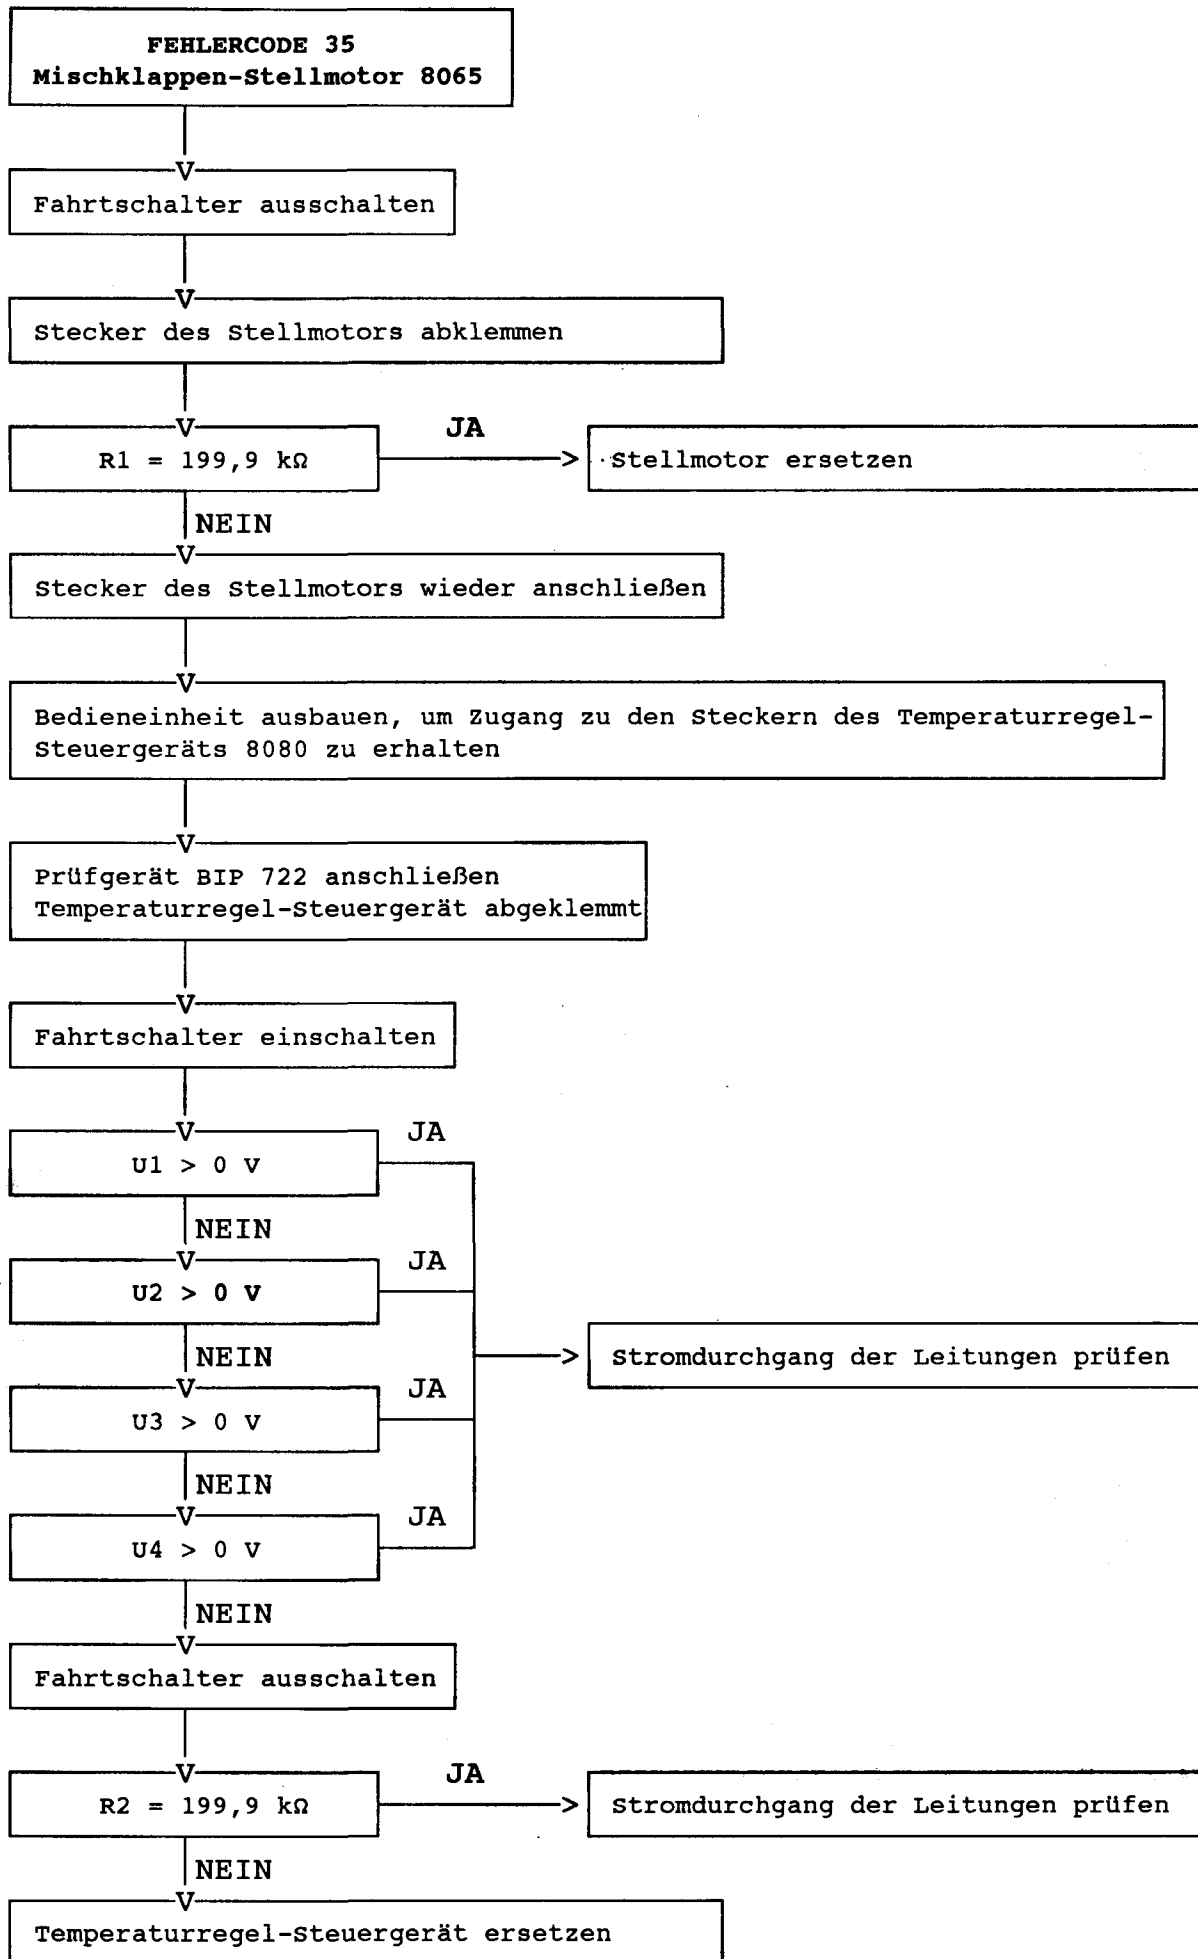 FEHLERCODE 35
Mischklappen-Stellmotor 8065
V
Fahrtschalter ausschalten
V
Stecker des Stellmotors abklemmen
V
R1 = 199,9 kΩ
JA
>
Stellmotor ersetzen
NEIN
V
Stecker des Stellmotors wieder anschließen
V
Bedieneinheit ausbauen, um Zugang zu den Steckern des Temperaturregel-
Steuergeräts 8080 zu erhalten
V
Prüfgerät BIP 722 anschließen
Temperaturregel-Steuergerät abgeklemmt
V
Fahrtschalter einschalten
V
U1 > 0 V
JA
NEIN
V
U2 > 0 V
JA
NEIN
>
Stromdurchgang der Leitungen prüfen
V
U3 > 0 V
JA
NEIN
V
U4 > 0 V
JA
NEIN
V
Fahrtschalter ausschalten
V
R2 = 199,9 kΩ
JA
>
Stromdurchgang der Leitungen prüfen
NEIN
V
Temperaturregel-Steuergerät ersetzen